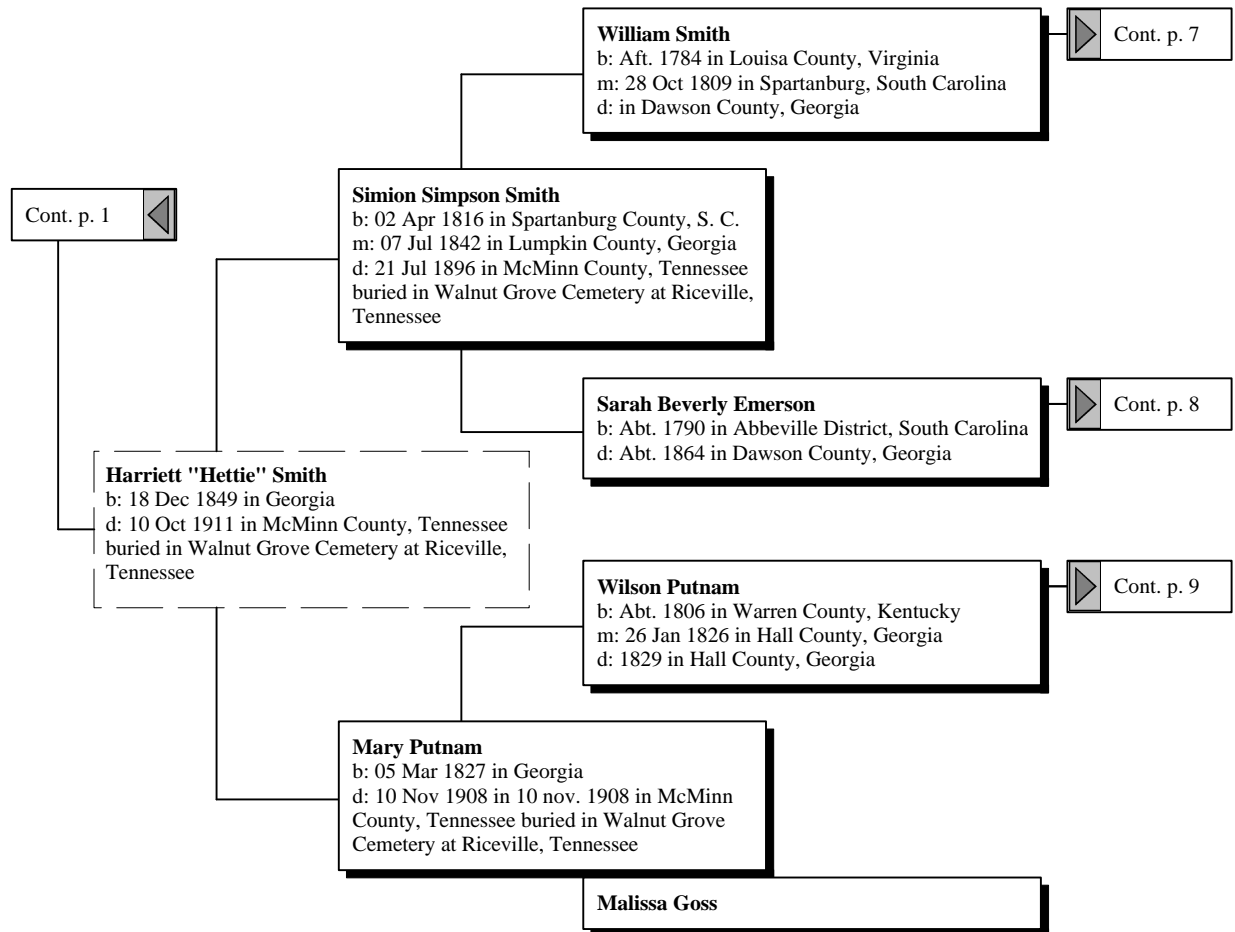 William Smith
b: Aft. 1784 in Louisa County, Virginia
m: 28 Oct 1809 in Spartanburg, South Carolina
d: in Dawson County, Georgia
Cont. p. 7
Simion Simpson Smith
b: 02 Apr 1816 in Spartanburg County, S. C.
m: 07 Jul 1842 in Lumpkin County, Georgia
d: 21 Jul 1896 in McMinn County, Tennessee
buried in Walnut Grove Cemetery at Riceville,
Tennessee
Cont. p. 1
Sarah Beverly Emerson
b: Abt. 1790 in Abbeville District, South Carolina
d: Abt. 1864 in Dawson County, Georgia
Cont. p. 8
Harriett "Hettie" Smith
b: 18 Dec 1849 in Georgia
d: 10 Oct 1911 in McMinn County, Tennessee
buried in Walnut Grove Cemetery at Riceville,
Tennessee
Wilson Putnam
b: Abt. 1806 in Warren County, Kentucky
m: 26 Jan 1826 in Hall County, Georgia
d: 1829 in Hall County, Georgia
Cont. p. 9
Mary Putnam
b: 05 Mar 1827 in Georgia
d: 10 Nov 1908 in 10 nov. 1908 in McMinn
County, Tennessee buried in Walnut Grove
Cemetery at Riceville, Tennessee
Malissa Goss